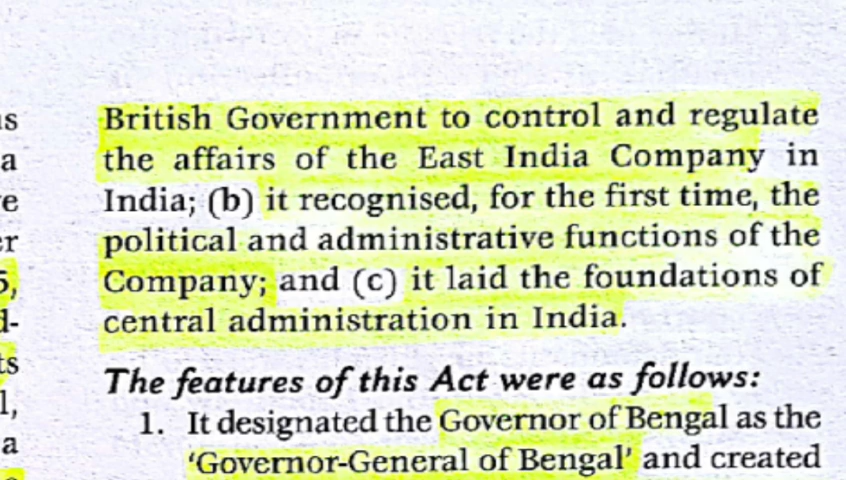 British Government to control and regulate
the affairs of the East India Company in
India; (b) it recognised, for the first time, the
political and administrative functions of the
Company; and (c) it laid the foundations of
central administration in India.
The features of this Act were as follows:
1. It designated the Governor of Bengal as the
'Governor-General of Bengal' and created